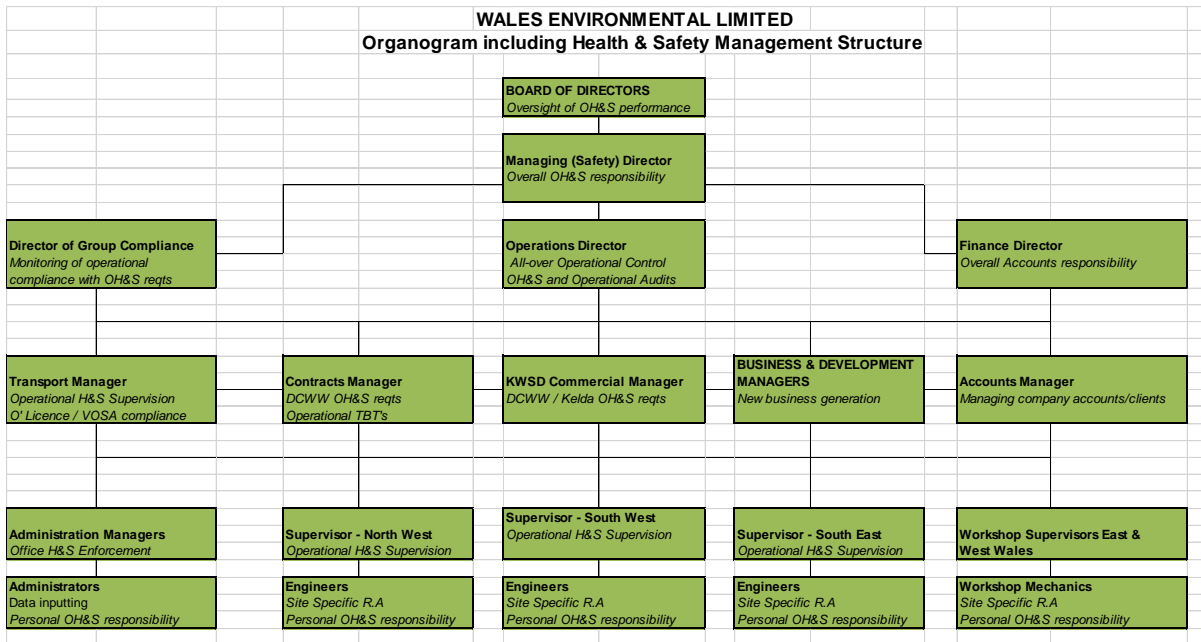 WALES ENVIRONMENTAL LIMITED
Organogram including Health & Safety Management Structure
BOARD OF DIRECTORS
Oversight of OH&S performance
Managing (Safety) Director
Overall OH&S responsibility
Director of Group Compliance
Monitoring of operational
compliance with OH&S reqts
Operations Director
All-over Operational Control
OH&S and Operational Audits
Finance Director
Overall Accounts responsibility
Transport Manager
Operational H&S Supervision
O' Licence / VOSA compliance
Contracts Manager
DCWW OH&S reqts
Operational TBT's
KWSD Commercial Manager
DCWW / Kelda OH&S reqts
BUSINESS & DEVELOPMENT
MANAGERS
New business generation
Accounts Manager
Managing company accounts/clients
Administration Managers
Office H&S Enforcement
Supervisor - North West
Operational H&S Supervision
Supervisor - South West
Operational H&S Supervision
Supervisor - South East
Operational H&S Supervision
Workshop Supervisors East &
West Wales
Administrators
Data inputting
Personal OH&S responsibility
Engineers
Site Specific R.A
Personal OH&S responsibility
Engineers
Site Specific R.A
Personal OH&S responsibility
Engineers
Site Specific R.A
Personal OH&S responsibility
Workshop Mechanics
Site Specific R.A
Personal OH&S responsibility